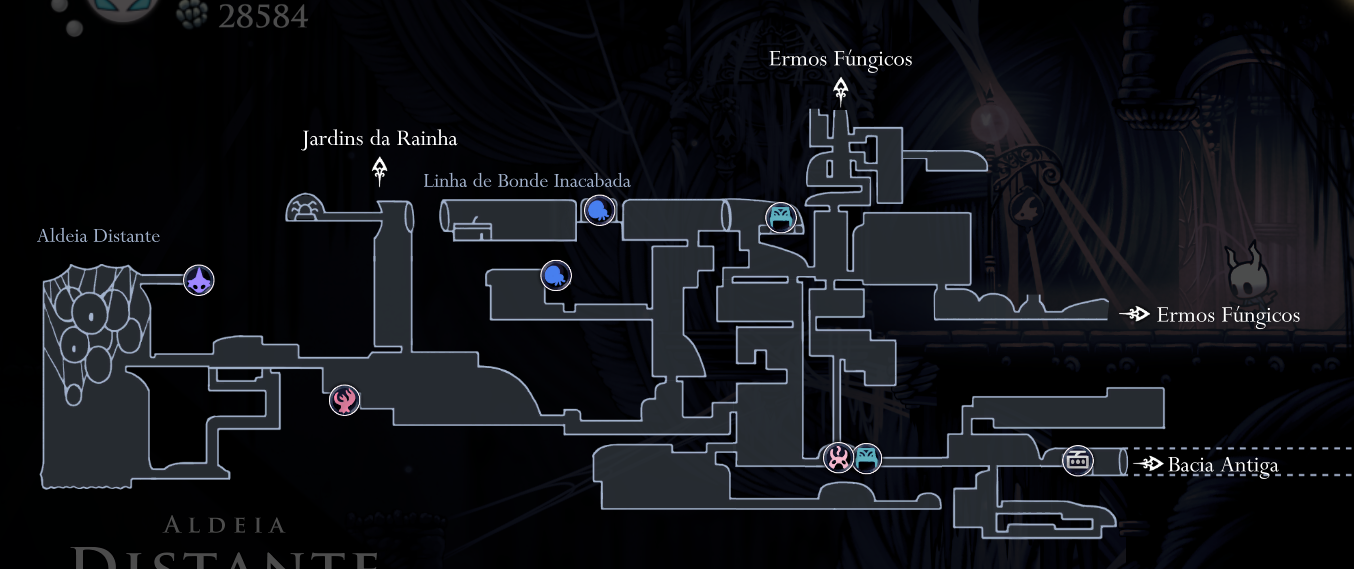 28584
Ermos Fúngicos
Jardins da Rainha
Linha de Bonde Inacabada
Aldeia Distante
Ermos Fúngicos
Bacia Antiga
ALDEIA
DISTANTE